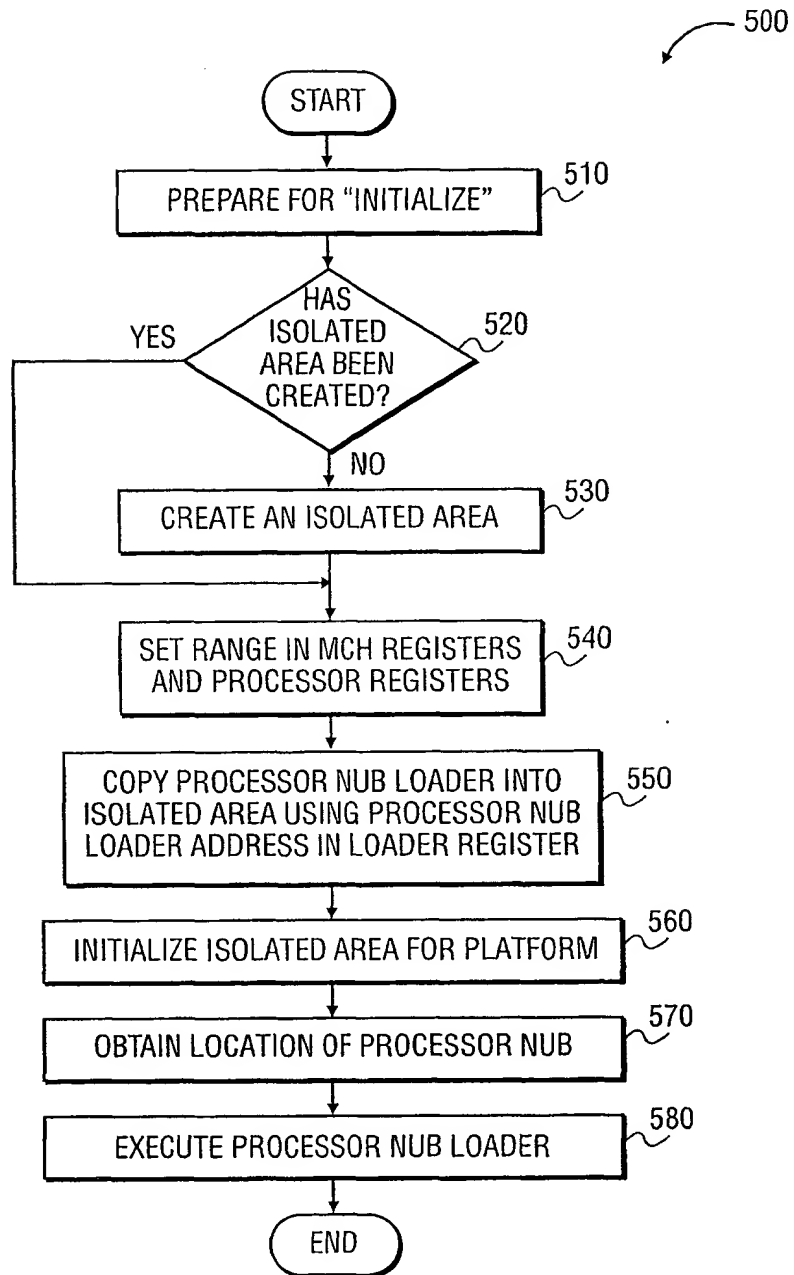 500
START
PREPARE FOR “INITIALIZE”
510
HAS
ISOLATED
AREA BEEN
CREATED?
520
YES
NO
CREATE AN ISOLATED AREA
530
SET RANGE IN MCH REGISTERS
AND PROCESSOR REGISTERS
540
COPY PROCESSOR NUB LOADER INTO
ISOLATED AREA USING PROCESSOR NUB
LOADER ADDRESS IN LOADER REGISTER
550
INITIALIZE ISOLATED AREA FOR PLATFORM
560
OBTAIN LOCATION OF PROCESSOR NUB
570
EXECUTE PROCESSOR NUB LOADER
580
END